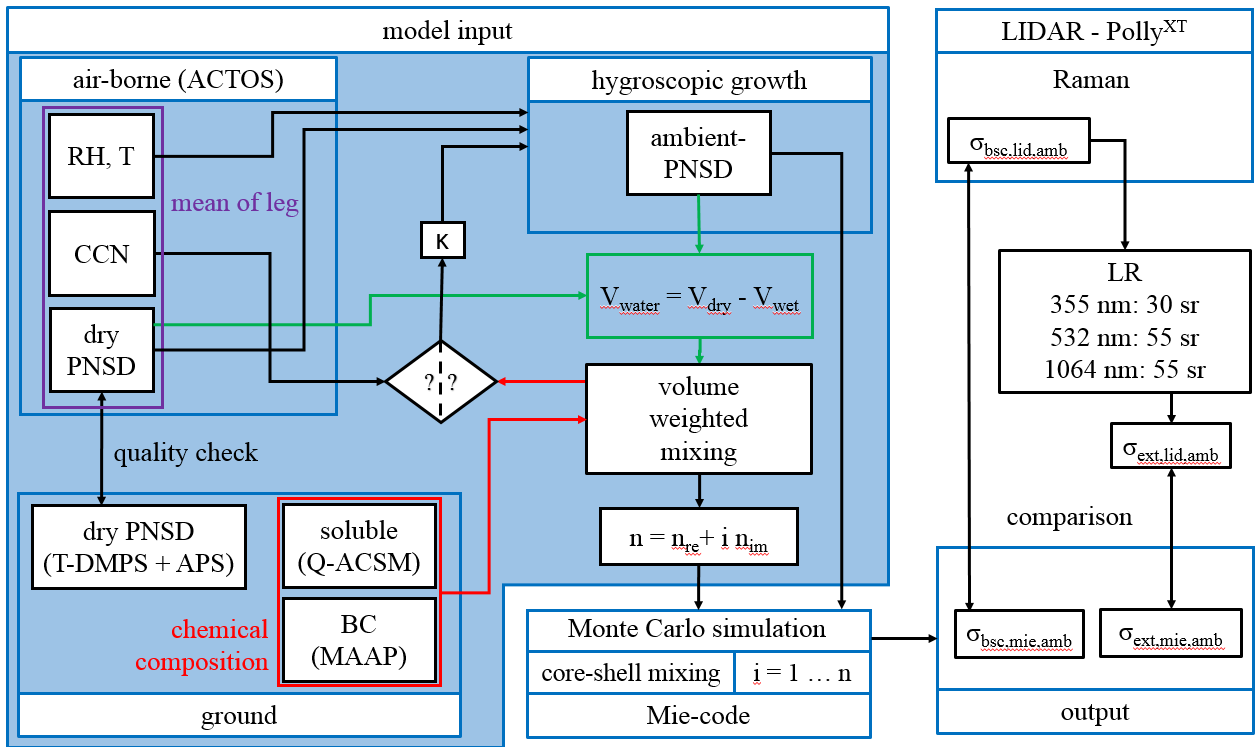 model input
air-borne (ACTOS)
RH, T
mean of leg
CCN
dry
PNSD
quality check
hygroscopic growth
ambient-
PNSD
κ
V_water = V_dry - V_wet
? ?
volume
weighted
mixing
n = n_re+ i n_im
dry PNSD
(T-DMPS + APS)
soluble
(Q-ACSM)
BC
(MAAP)
chemical
composition
ground
Monte Carlo simulation
core-shell mixing
i = 1 … n
Mie-code
LIDAR - Polly^XT
Raman
σ_bsc,lid,amb
LR
355 nm: 30 sr
532 nm: 55 sr
1064 nm: 55 sr
σ_ext,lid,amb
comparison
σ_bsc,mie,amb
σ_ext,mie,amb
output